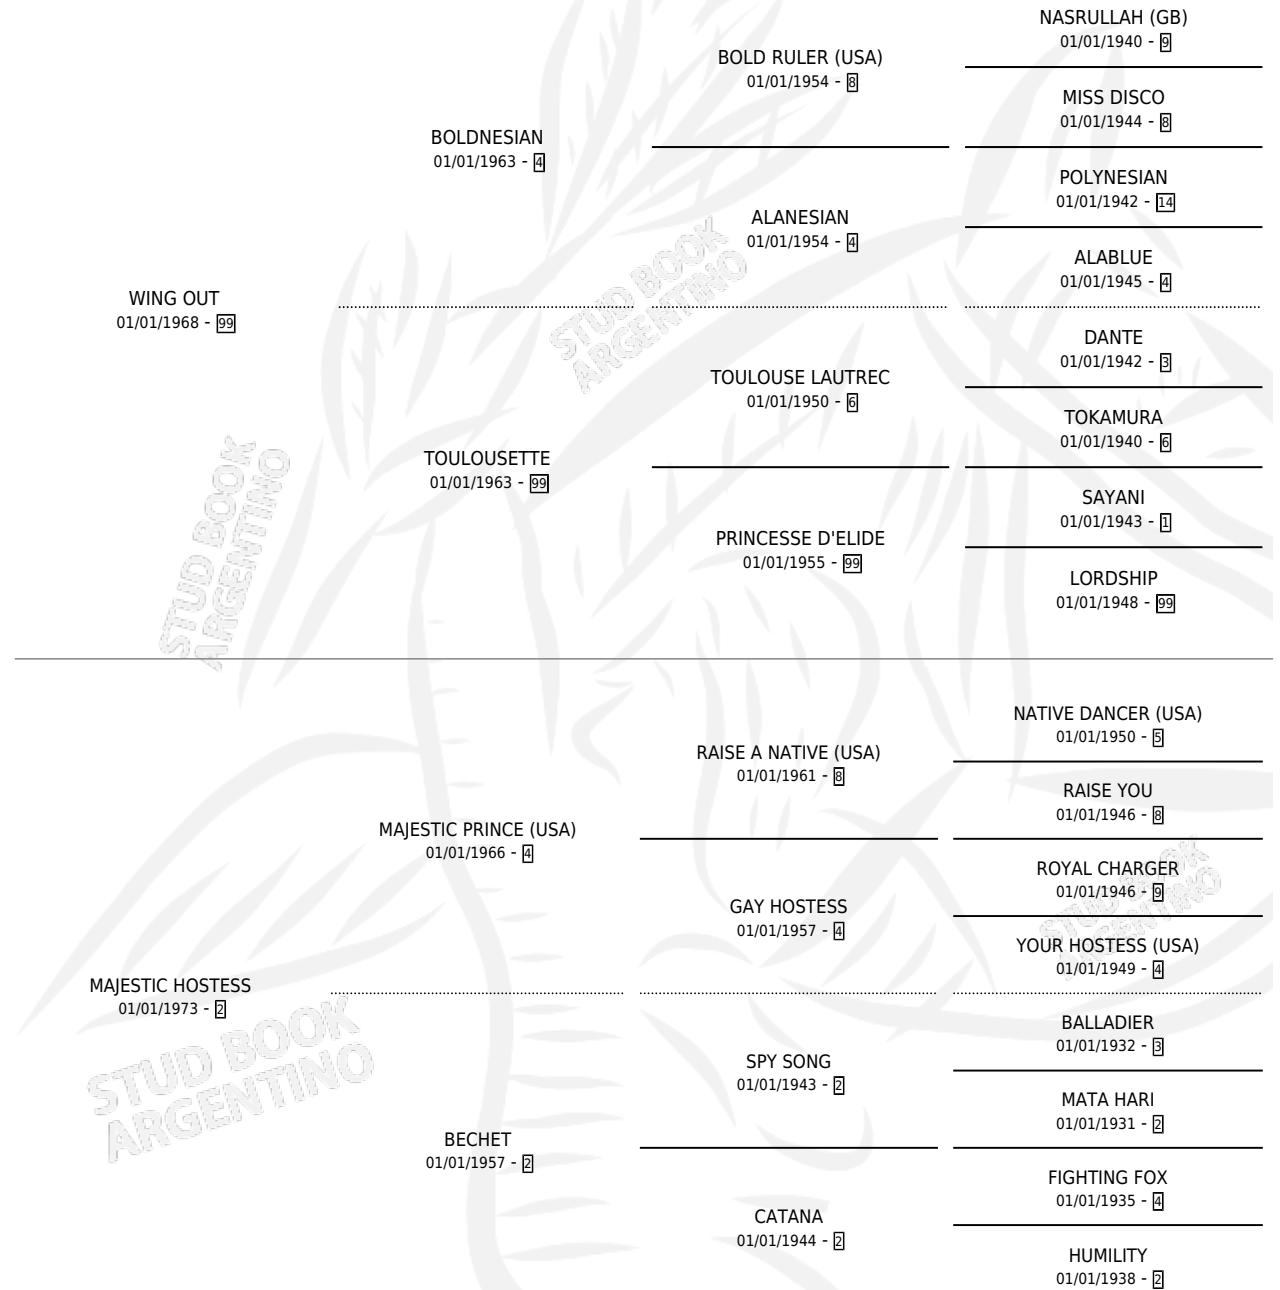 NASRULLAH (GB)
01/01/1940 - 9
BOLD RULER (USA)
01/01/1954 - 8
MISS DISCO
01/01/1944 - 8
BOLDNESIAN
01/01/1963 - 4
POLYNESIAN
01/01/1942 - 14
ALANESIAN
01/01/1954 - 4
ALABLUE
01/01/1945 - 4
WING OUT
01/01/1968 - 99
DANTE
01/01/1942 - 3
TOULOUSE LAUTREC
01/01/1950 - 6
TOKAMURA
01/01/1940 - 6
TOULOUSETTE
01/01/1963 - 99
SAYANI
01/01/1943 - 1
PRINCESSE D'ELIDE
01/01/1955 - 99
LORDSHIP
01/01/1948 - 99
NATIVE DANCER (USA)
01/01/1950 - 5
RAISE A NATIVE (USA)
01/01/1961 - 8
RAISE YOU
01/01/1946 - 8
MAJESTIC PRINCE (USA)
01/01/1966 - 4
ROYAL CHARGER
01/01/1946 - 9
GAY HOSTESS
01/01/1957 - 4
YOUR HOSTESS (USA)
01/01/1949 - 4
MAJESTIC HOSTESS
01/01/1973 - 2
BALLADIER
01/01/1932 - 3
SPY SONG
01/01/1943 - 2
MATA HARI
01/01/1931 - 2
BECHET
01/01/1957 - 2
FIGHTING FOX
01/01/1935 - 4
CATANA
01/01/1944 - 2
HUMILITY
01/01/1938 - 2
STUD BOOK
ARGENTINO
STUD BOOK
ARGENTINO
STUD BOOK
ARGENTINO
STUD BOOK
ARGENTINO